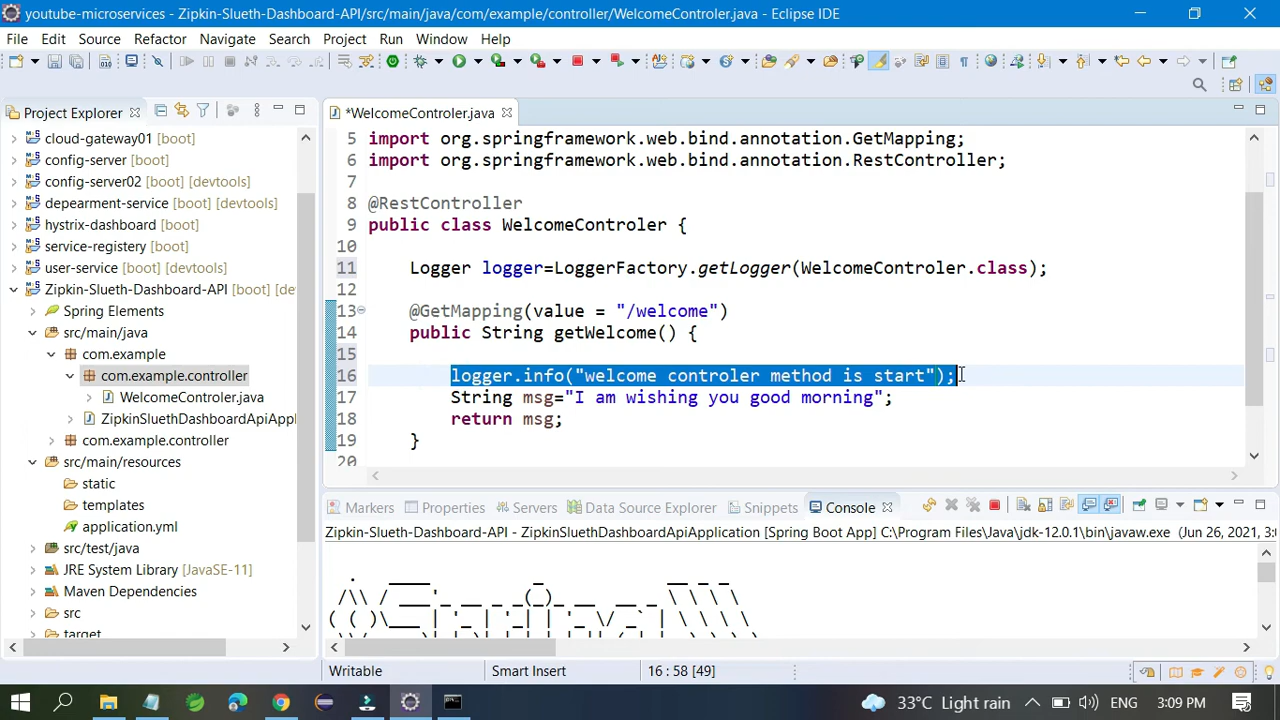 youtube-microservices - Zipkin-Slueth-Dashboard-API/src/main/java/com/example/controller/WelcomeControler.java - Eclipse IDE
File Edit Source Refactor Navigate Search Project Run Window Help
Project Explorer
*WelcomeControler.java
cloud-gateway01 [boot]
config-server [boot]
config-server02 [boot] [devtools]
depearment-service [boot] [devtools]
hystrix-dashboard [boot]
service-registery [boot]
user-service [boot] [devtools]
Zipkin-Slueth-Dashboard-API [boot] [de
Spring Elements
src/main/java
com.example
com.example.controller
WelcomeControler.java
ZipkinSluethDashboardApiAppl
com.example.controller
src/main/resources
static
templates
application.yml
src/test/java
JRE System Library [JavaSE-11]
Maven Dependencies
src
target
5 import org.springframework.web.bind.annotation.GetMapping;
6 import org.springframework.web.bind.annotation.RestController;
7
8 @RestController
9 public class WelcomeControler {
10
11 Logger logger=LoggerFactory.getLogger(WelcomeControler.class);
12
13 @GetMapping(value = "/welcome")
14 public String getWelcome() {
15
16 logger.info("welcome controler method is start");
17 String msg="I am wishing you good morning";
18 return msg;
19 }
20
Markers Properties Servers Data Source Explorer Snippets Console
Zipkin-Slueth-Dashboard-API - ZipkinSluethDashboardApiApplication [Spring Boot App] C:\Program Files\Java\jdk-12.0.1\bin\javaw.exe (Jun 26, 2021, 3:0
Writable Smart Insert 16 : 58 [49]
33°C Light rain ENG 3:09 PM